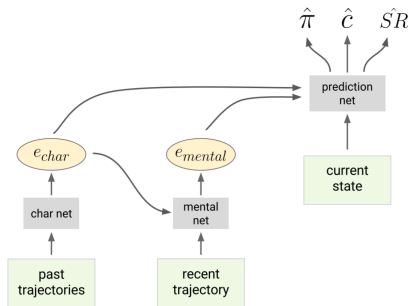 π̂ ĉ SR̂
prediction
net
e_char
e_mental
current
state
char net
mental
net
past
trajectories
recent
trajectory